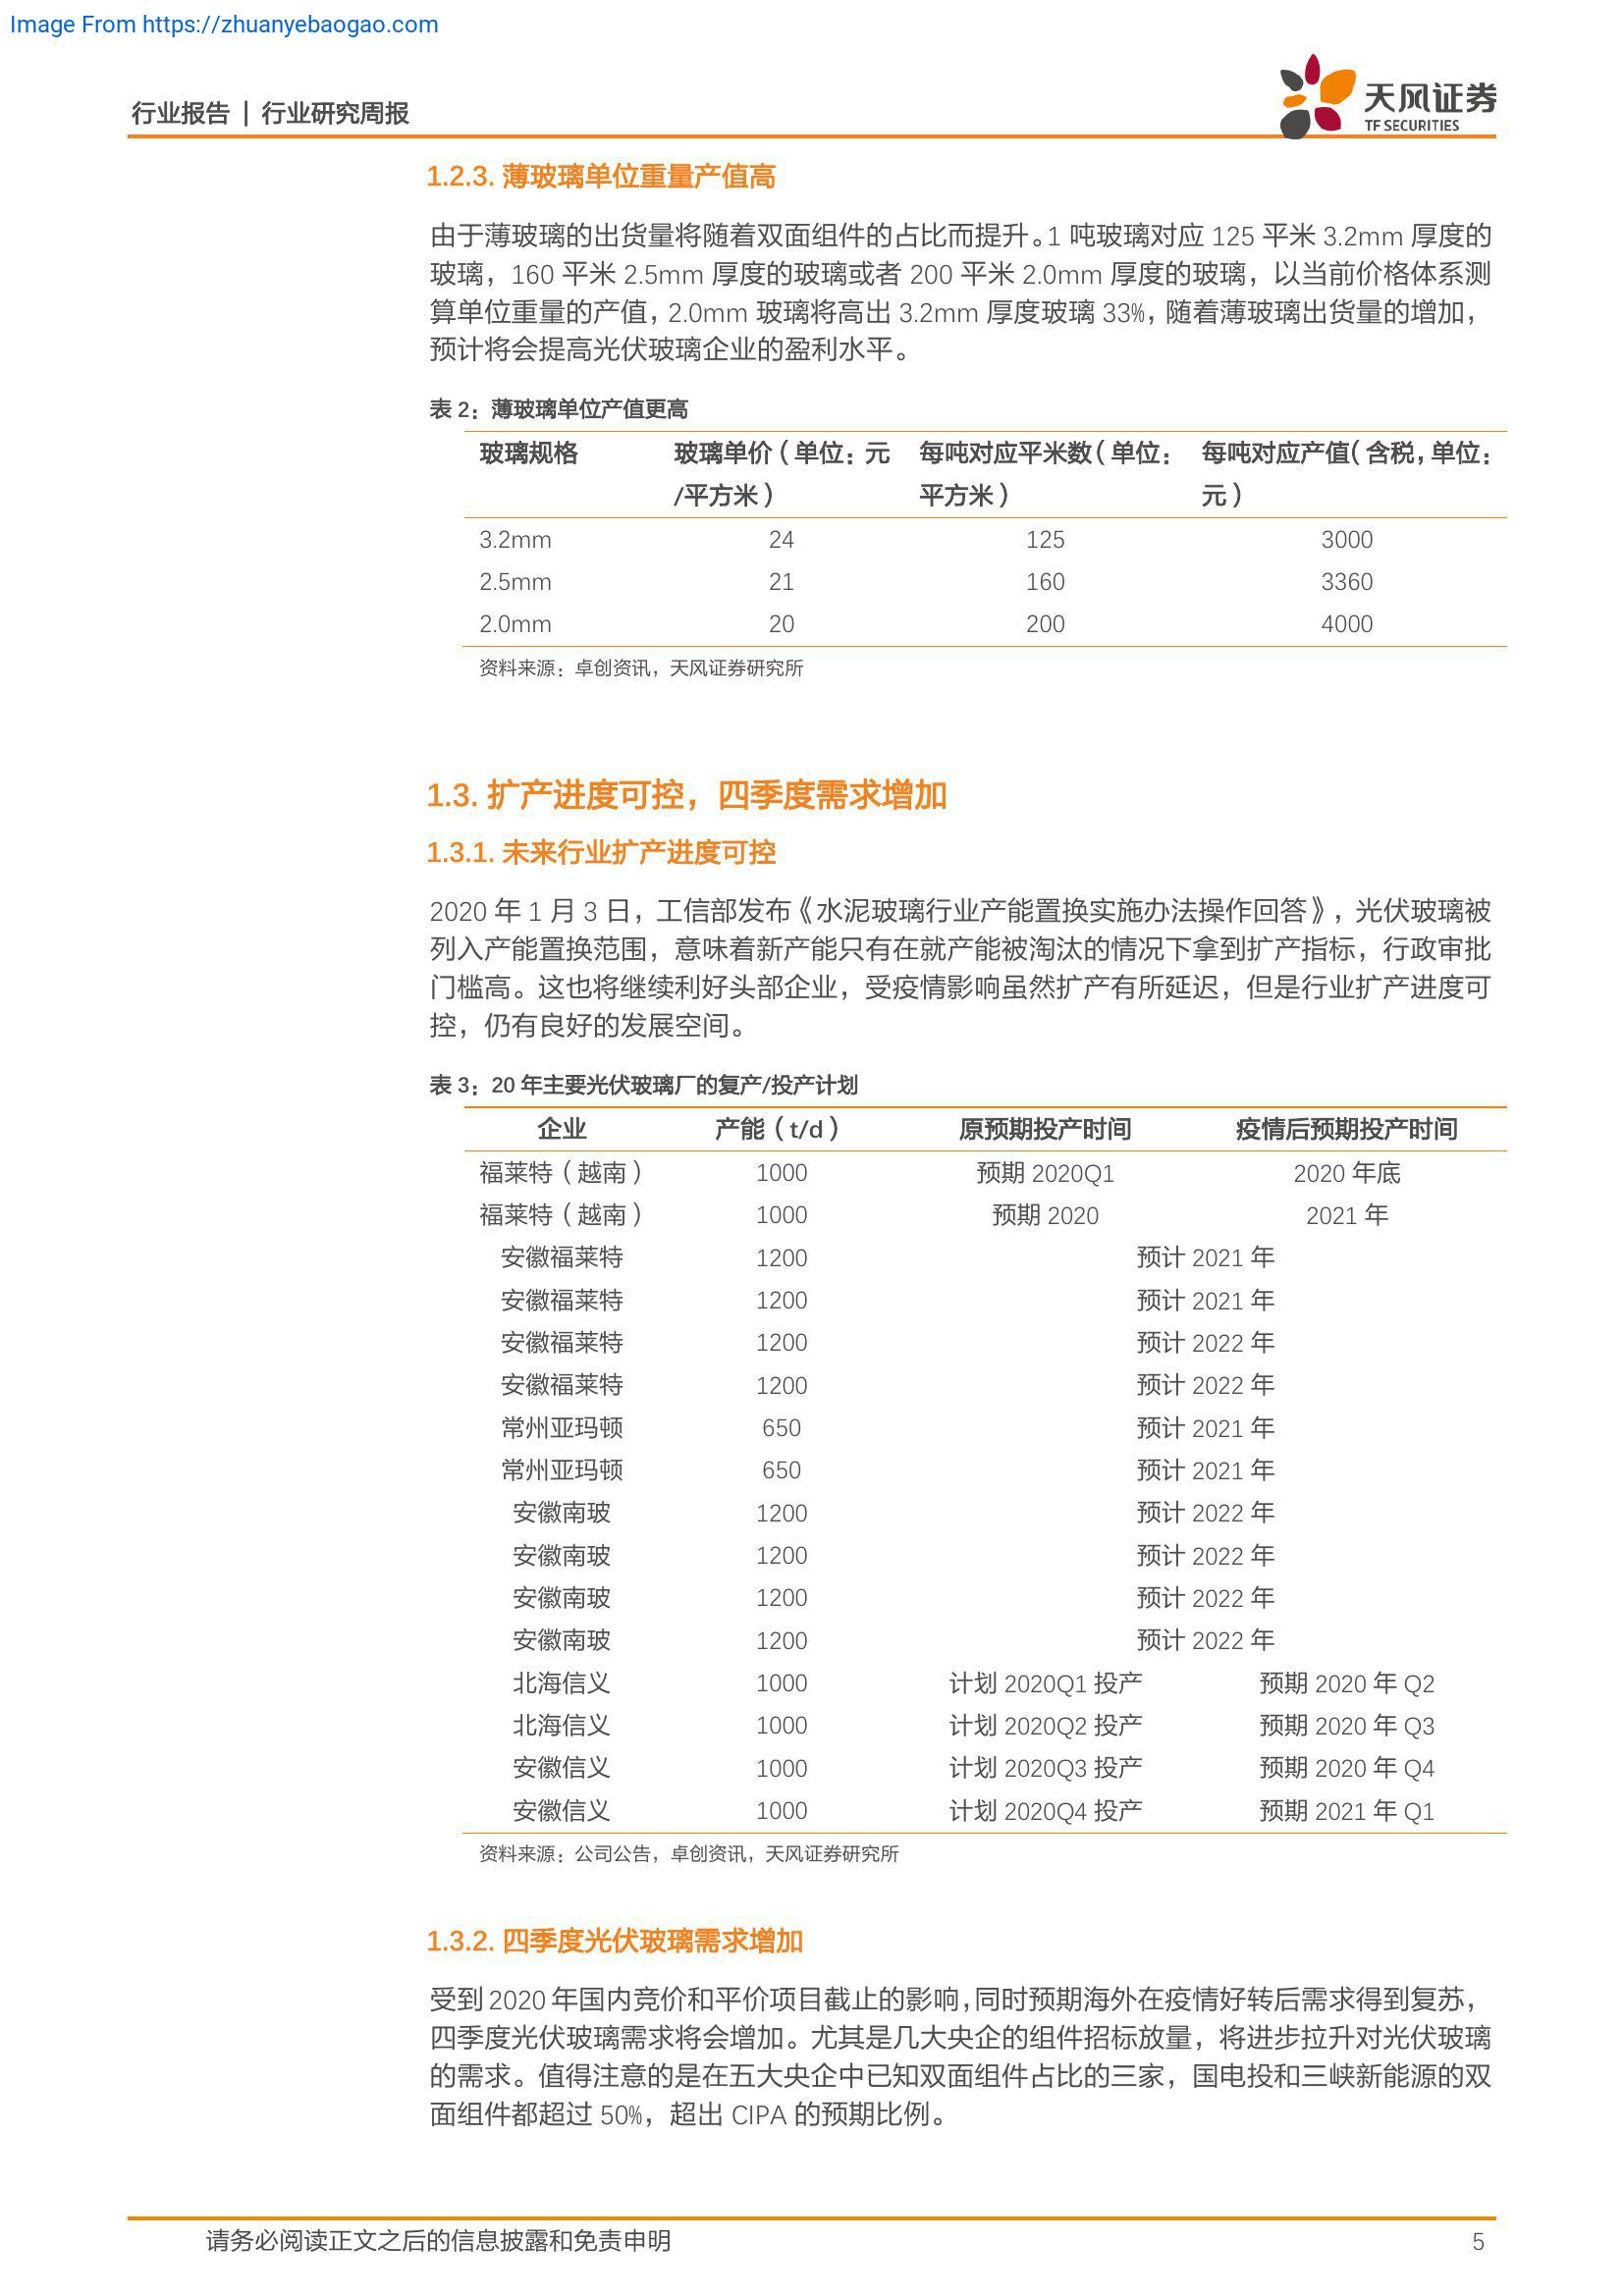 Image From https://zhuanyebaogao.com
行业报告 | 行业研究周报
天风证券
TF SECURITIES
1.2.3. 薄玻璃单位重量产值高
由于薄玻璃的出货量将随着双面组件的占比而提升。1 吨玻璃对应 125 平米 3.2mm 厚度的
玻璃，160 平米 2.5mm 厚度的玻璃或者 200 平米 2.0mm 厚度的玻璃，以当前价格体系测
算单位重量的产值，2.0mm 玻璃将高出 3.2mm 厚度玻璃 33%，随着薄玻璃出货量的增加，
预计将会提高光伏玻璃企业的盈利水平。
表 2：薄玻璃单位产值更高
玻璃规格 玻璃单价（单位：元 每吨对应平米数（单位： 每吨对应产值（含税，单位：
/平方米） 平方米） 元）
3.2mm 24 125 3000
2.5mm 21 160 3360
2.0mm 20 200 4000
资料来源：卓创资讯，天风证券研究所
1.3. 扩产进度可控，四季度需求增加
1.3.1. 未来行业扩产进度可控
2020 年 1 月 3 日，工信部发布《水泥玻璃行业产能置换实施办法操作回答》，光伏玻璃被
列入产能置换范围，意味着新产能只有在就产能被淘汰的情况下拿到扩产指标，行政审批
门槛高。这也将继续利好头部企业，受疫情影响虽然扩产有所延迟，但是行业扩产进度可
控，仍有良好的发展空间。
表 3：20 年主要光伏玻璃厂的复产/投产计划
企业 产能（t/d） 原预期投产时间 疫情后预期投产时间
福莱特（越南） 1000 预期 2020Q1 2020 年底
福莱特（越南） 1000 预期 2020 2021 年
安徽福莱特 1200 预计 2021 年
安徽福莱特 1200 预计 2021 年
安徽福莱特 1200 预计 2022 年
安徽福莱特 1200 预计 2022 年
常州亚玛顿 650 预计 2021 年
常州亚玛顿 650 预计 2021 年
安徽南玻 1200 预计 2022 年
安徽南玻 1200 预计 2022 年
安徽南玻 1200 预计 2022 年
安徽南玻 1200 预计 2022 年
北海信义 1000 计划 2020Q1 投产 预期 2020 年 Q2
北海信义 1000 计划 2020Q2 投产 预期 2020 年 Q3
安徽信义 1000 计划 2020Q3 投产 预期 2020 年 Q4
安徽信义 1000 计划 2020Q4 投产 预期 2021 年 Q1
资料来源：公司公告，卓创资讯，天风证券研究所
1.3.2. 四季度光伏玻璃需求增加
受到 2020 年国内竞价和平价项目截止的影响，同时预期海外在疫情好转后需求得到复苏，
四季度光伏玻璃需求将会增加。尤其是几大央企的组件招标放量，将进步拉升对光伏玻璃
的需求。值得注意的是在五大央企中已知双面组件占比的三家，国电投和三峡新能源的双
面组件都超过 50%，超出 CIPA 的预期比例。
请务必阅读正文之后的信息披露和免责申明 5